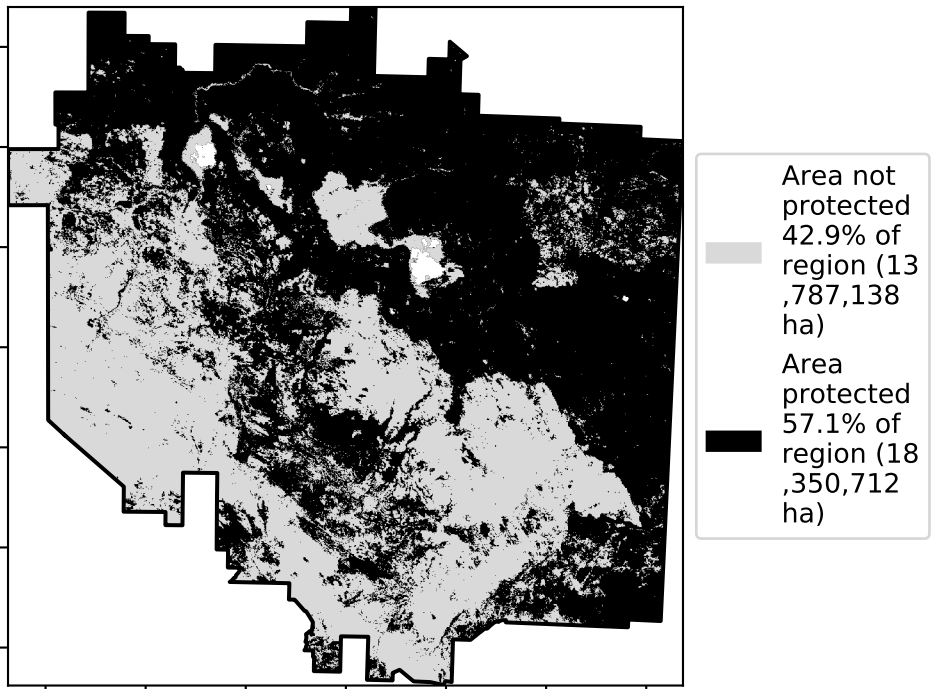 Area not
protected
42.9% of
region (13
,787,138
ha)
Area
protected
57.1% of
region (18
,350,712
ha)